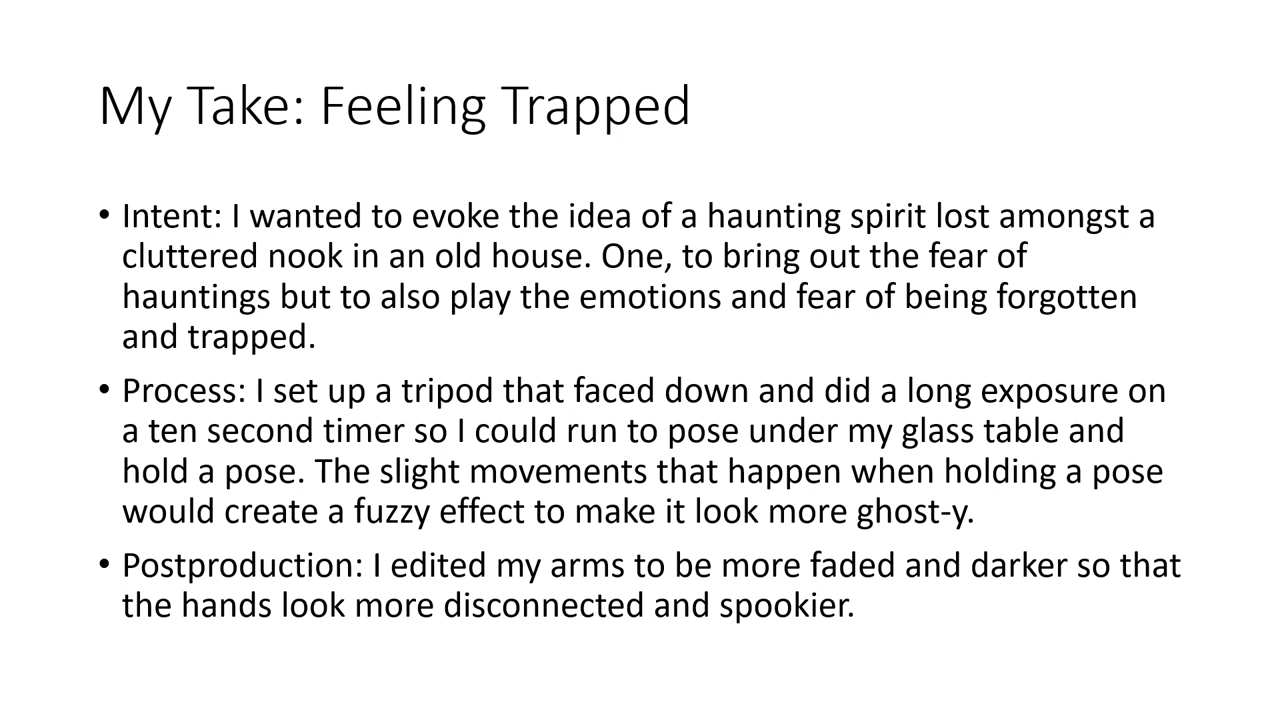 My Take: Feeling Trapped
• Intent: I wanted to evoke the idea of a haunting spirit lost amongst a
cluttered nook in an old house. One, to bring out the fear of
hauntings but to also play the emotions and fear of being forgotten
and trapped.
• Process: I set up a tripod that faced down and did a long exposure on
a ten second timer so I could run to pose under my glass table and
hold a pose. The slight movements that happen when holding a pose
would create a fuzzy effect to make it look more ghost-y.
• Postproduction: I edited my arms to be more faded and darker so that
the hands look more disconnected and spookier.